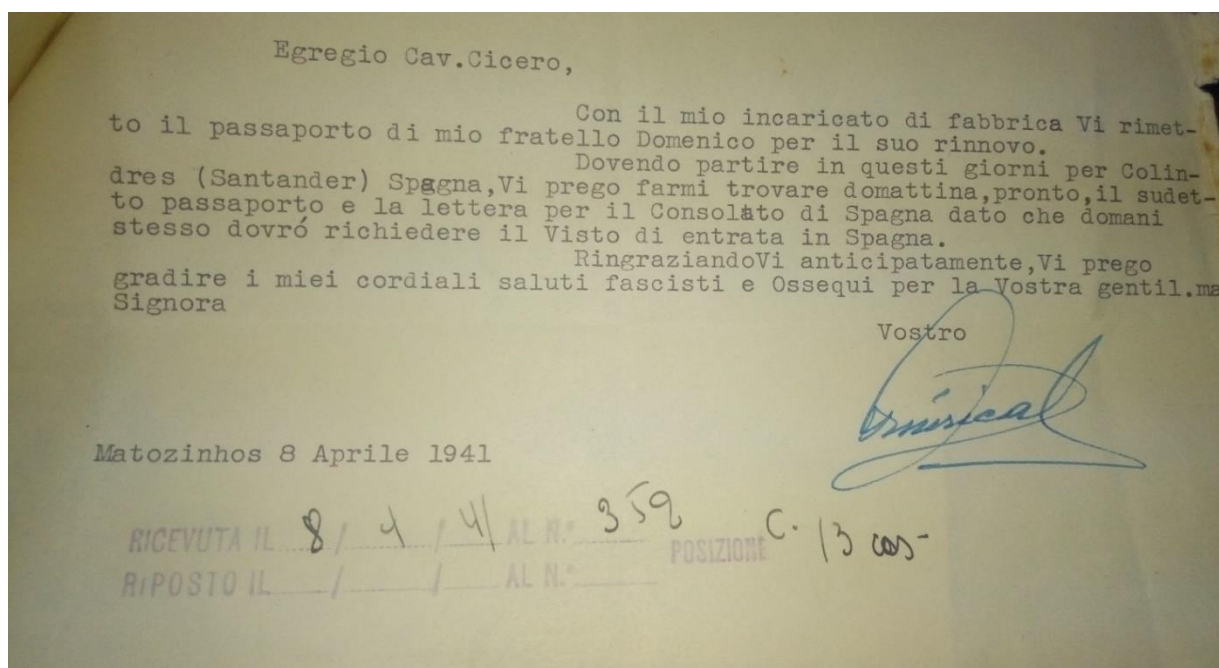 Egregio Cav.Cicero,
Con il mio incaricato di fabbrica Vi rimet-
to il passaporto di mio fratello Domenico per il suo rinnovo.
Dovendo partire in questi giorni per Colin-
dres (Santander) Spagna,Vi prego farmi trovare domattina,pronto,il sudet-
to passaporto e la lettera per il Consolato di Spagna dato che domani
stesso dovró richiedere il Visto di entrata in Spagna.
RingraziandoVi anticipatamente,Vi prego
gradire i miei cordiali saluti fascisti e Ossequi per la Vostra gentil.ma
Signora
Vostro
Matozinhos 8 Aprile 1941
RICEVUTA IL 8/4/41 AL N.° 359 POSIZIONE C. 13
RIPOSTO IL / / AL N.°